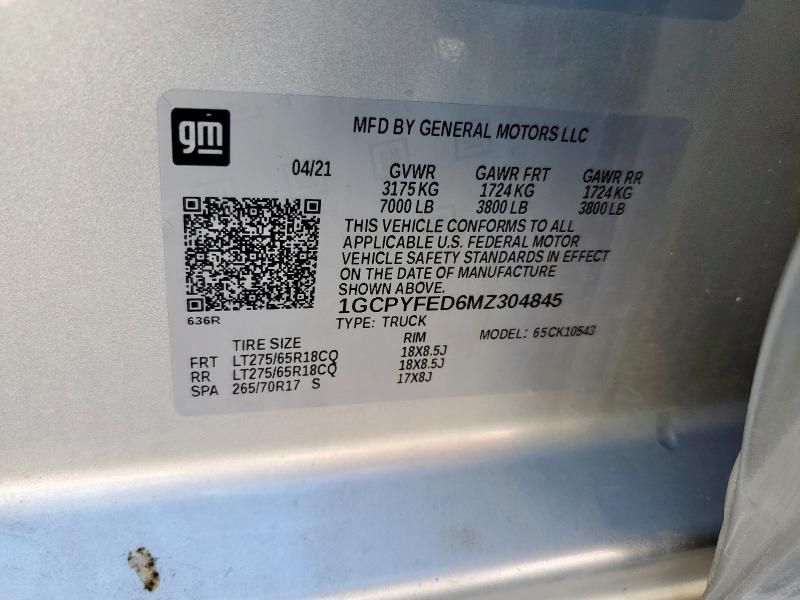 gm
MFD BY GENERAL MOTORS LLC
04/21 GVWR GAWR FRT GAWR RR
3175 KG 1724 KG 1724 KG
7000 LB 3800 LB 3800 LB
THIS VEHICLE CONFORMS TO ALL
APPLICABLE U.S. FEDERAL MOTOR
VEHICLE SAFETY STANDARDS IN EFFECT
ON THE DATE OF MANUFACTURE
SHOWN ABOVE.
1GCPYFED6MZ304845
636R
TYPE: TRUCK MODEL: 65CK10543
TIRE SIZE RIM
FRT LT275/65R18CQ 18X8.5J
RR LT275/65R18CQ 18X8.5J
SPA 265/70R17 S 17X8J